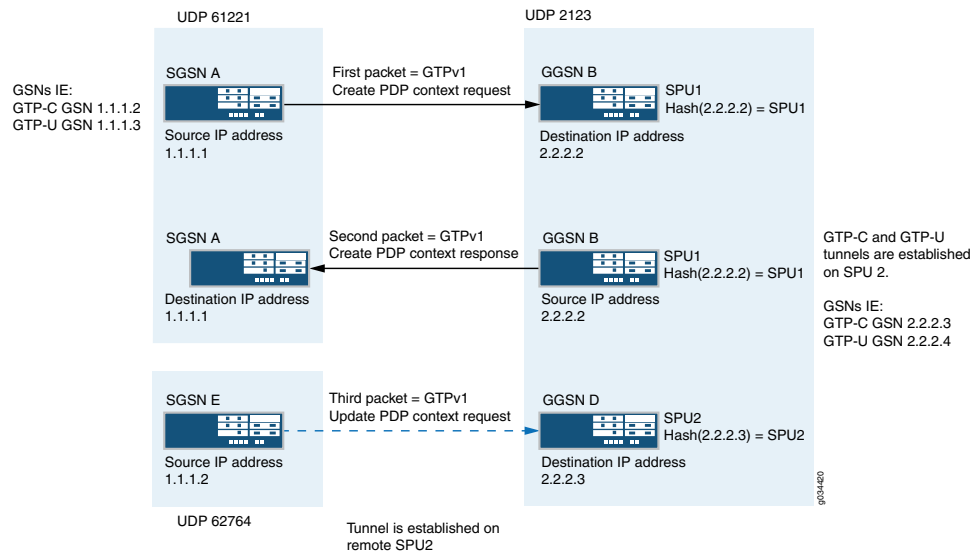 UDP 61221
UDP 2123
GSNs IE:
GTP-C GSN 1.1.1.2
GTP-U GSN 1.1.1.3
SGSN A
Source IP address
1.1.1.1
First packet = GTPv1
Create PDP context request
GGSN B
SPU1
Hash(2.2.2.2) = SPU1
Destination IP address
2.2.2.2
SGSN A
Destination IP address
1.1.1.1
Second packet = GTPv1
Create PDP context response
GGSN B
SPU1
Hash(2.2.2.2) = SPU1
Source IP address
2.2.2.2
GTP-C and GTP-U
tunnels are established
on SPU 2.
GSNs IE:
GTP-C GSN 2.2.2.3
GTP-U GSN 2.2.2.4
SGSN E
Source IP address
1.1.1.2
Third packet = GTPv1
Update PDP context request
GGSN D
SPU2
Hash(2.2.2.3) = SPU2
Destination IP address
2.2.2.3
UDP 62764
Tunnel is established on
remote SPU2
g034420